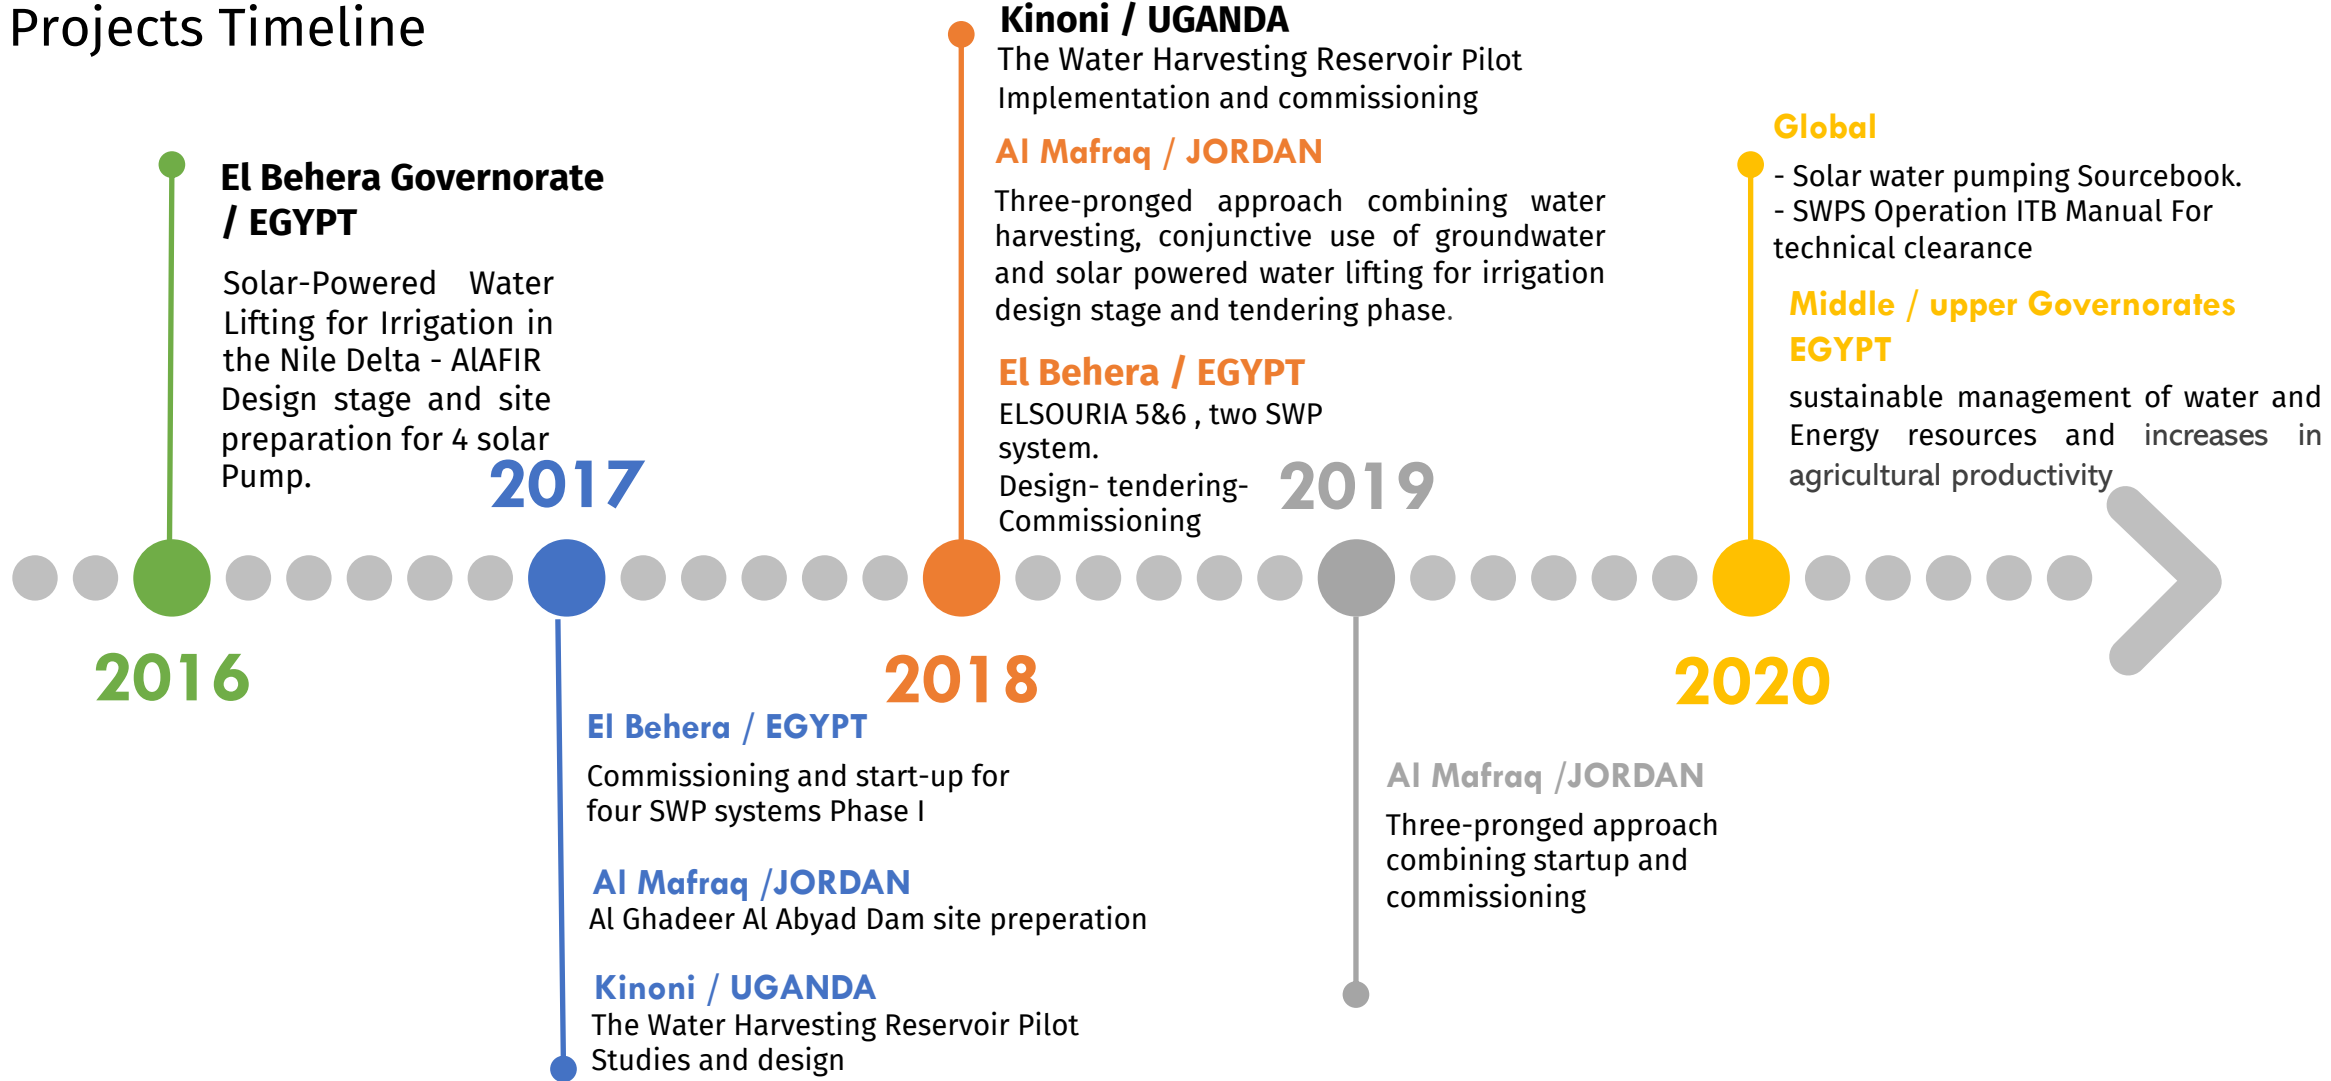 Projects Timeline
El Behera Governorate
/ EGYPT
Solar-Powered Water
Lifting for Irrigation in
the Nile Delta - AlAFIR
Design stage and site
preparation for 4 solar
Pump.
2016
2017
El Behera / EGYPT
Commissioning and start-up for
four SWP systems Phase I
Al Mafraq /JORDAN
Al Ghadeer Al Abyad Dam site preperation
Kinoni / UGANDA
The Water Harvesting Reservoir Pilot
Studies and design
Kinoni / UGANDA
The Water Harvesting Reservoir Pilot
Implementation and commissioning
Al Mafraq / JORDAN
Three-pronged approach combining water
harvesting, conjunctive use of groundwater
and solar powered water lifting for irrigation
design stage and tendering phase.
El Behera / EGYPT
ELSOURIA 5&6 , two SWP
system.
Design- tendering-
Commissioning
2018
2019
Al Mafraq /JORDAN
Three-pronged approach
combining startup and
commissioning
Global
- Solar water pumping Sourcebook.
- SWPS Operation ITB Manual For
technical clearance
Middle / upper Governorates
EGYPT
sustainable management of water and
Energy resources and increases in
agricultural productivity
2020